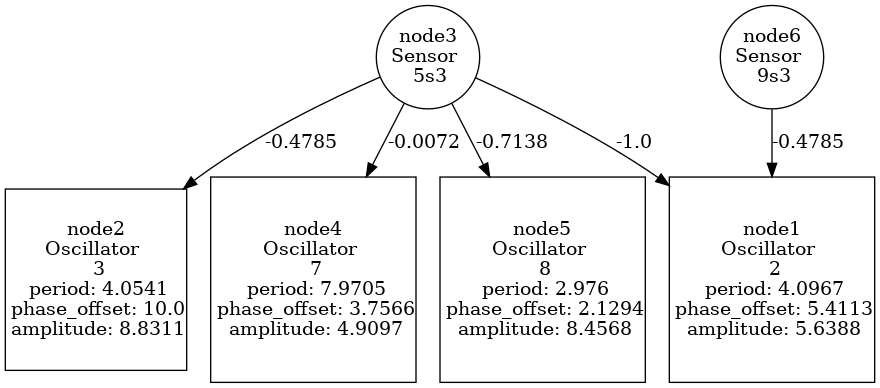 node3
Sensor
5s3
node6
Sensor
9s3
-0.4785
-0.0072
-0.7138
-1.0
-0.4785
node2
Oscillator
3
period: 4.0541
phase_offset: 10.0
amplitude: 8.8311
node4
Oscillator
7
period: 7.9705
phase_offset: 3.7566
amplitude: 4.9097
node5
Oscillator
8
period: 2.976
phase_offset: 2.1294
amplitude: 8.4568
node1
Oscillator
2
period: 4.0967
phase_offset: 5.4113
amplitude: 5.6388